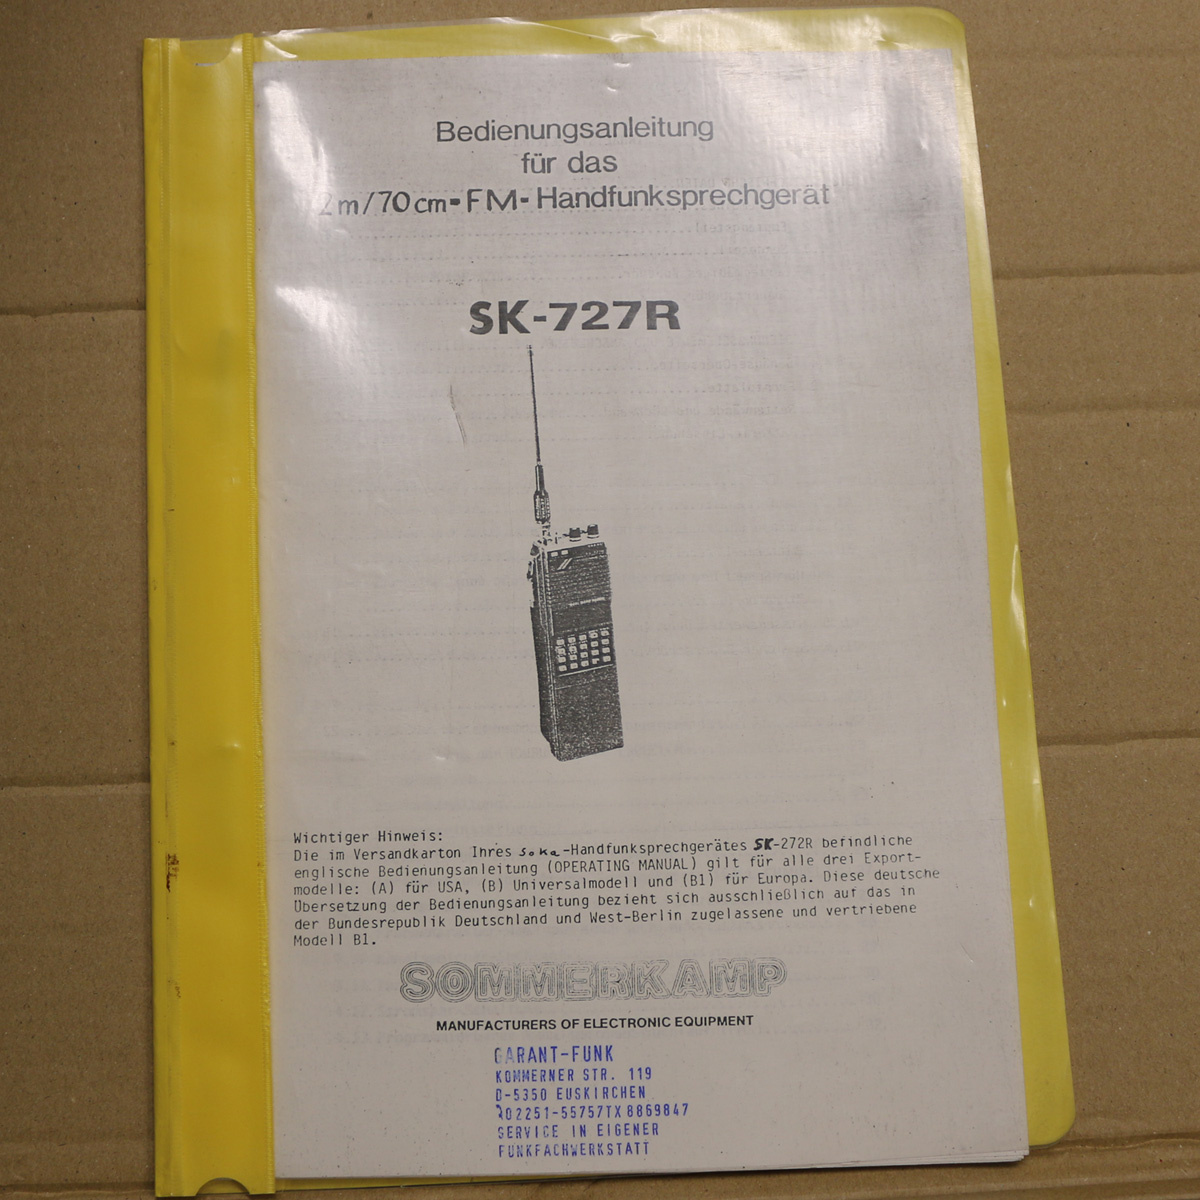 Bedienungsanleitung
für das
2m/70cm-FM-Handfunksprechgerät
SK-727R
Wichtiger Hinweis:
Die im Versandkarton Ihres Soka-Handfunksprechgerätes SK-272R befindliche
englische Bedienungsanleitung (OPERATING MANUAL) gilt für alle drei Export-
modelle: (A) für USA, (B) Universalmodell und (B1) für Europa. Diese deutsche
Übersetzung der Bedienungsanleitung bezieht sich ausschließlich auf das in
der Bundesrepublik Deutschland und West-Berlin zugelassene und vertriebene
Modell B1.
SOMMERKAMP
MANUFACTURERS OF ELECTRONIC EQUIPMENT
GARANT-FUNK
KOMMERNER STR. 119
D-5350 EUSKIRCHEN
02251-55757TX8869847
SERVICE IN EIGENER
FUNKFACHWERKSTATT